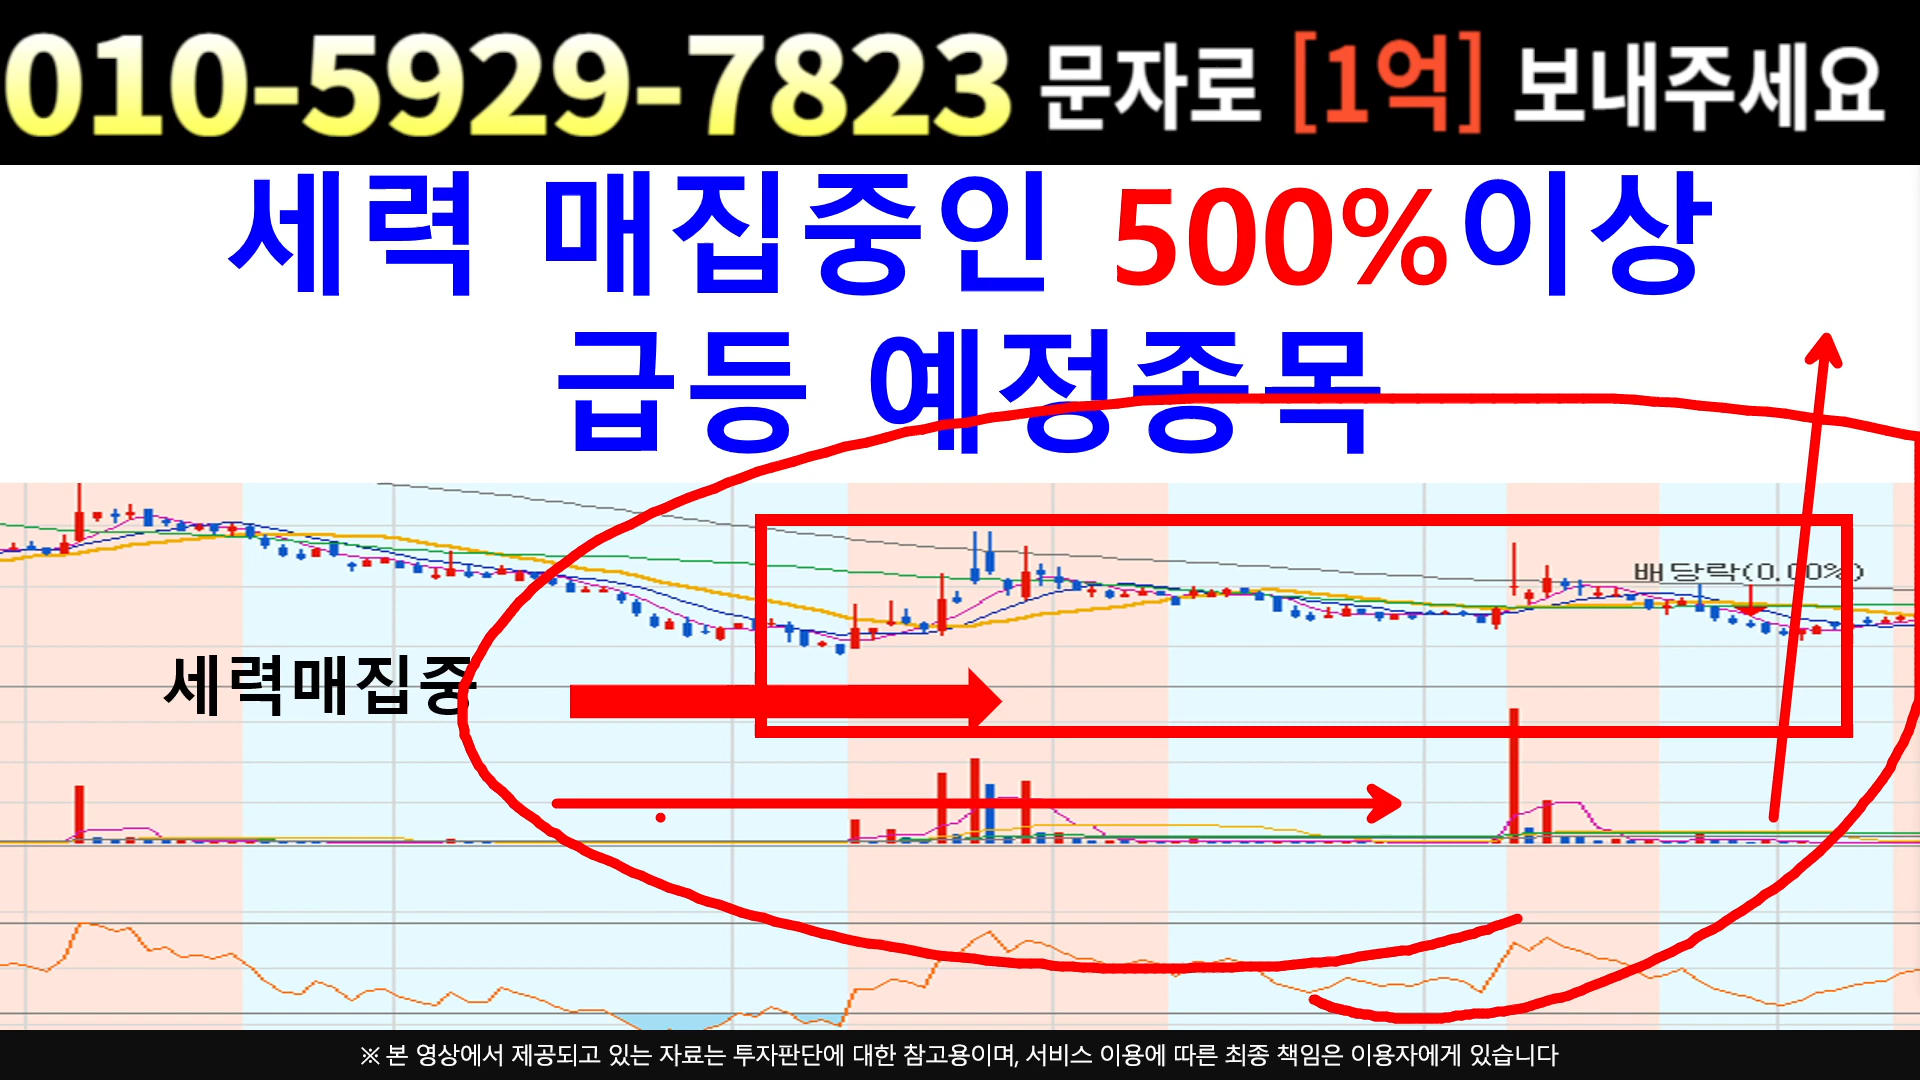 010-5929-7823 문자로 [1억] 보내주세요
세력 매집중인 500%이상
급등 예정종목
배당락(0.00%)
세력매집중
※ 본 영상에서 제공되고 있는 자료는 투자판단에 대한 참고용이며, 서비스 이용에 따른 최종 책임은 이용자에게 있습니다